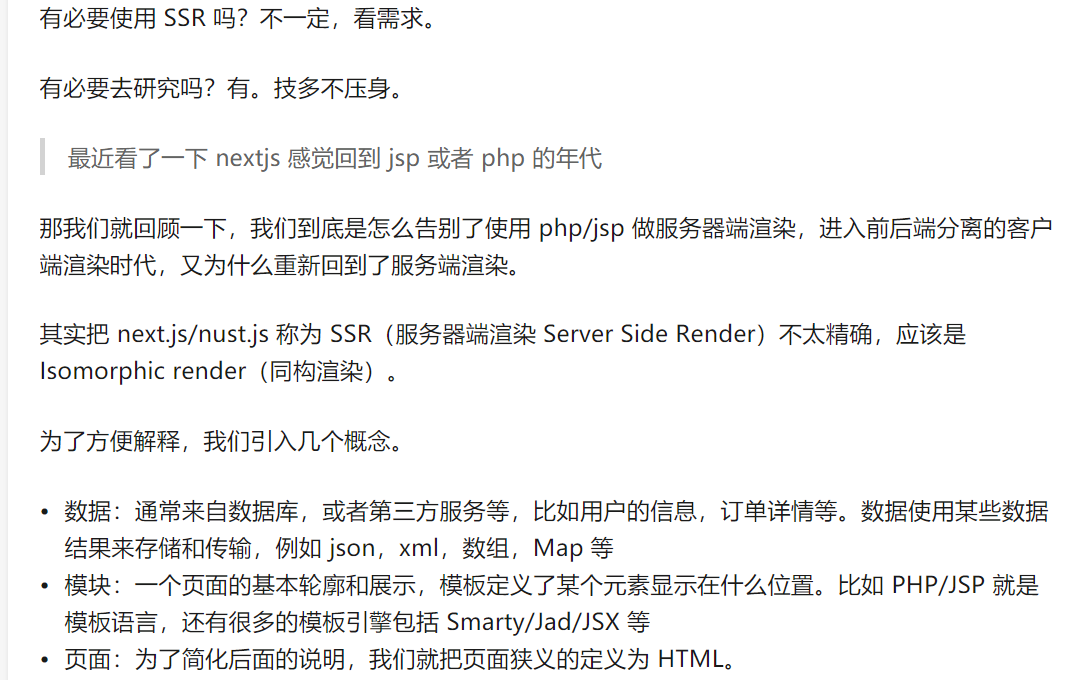 有必要使用 SSR 吗？不一定，看需求。
有必要去研究吗？有。技多不压身。
最近看了一下 nextjs 感觉回到 jsp 或者 php 的年代
那我们就回顾一下，我们到底是怎么告别了使用 php/jsp 做服务器端渲染，进入前后端分离的客户
端渲染时代，又为什么重新回到了服务端渲染。
其实把 next.js/nust.js 称为 SSR（服务器端渲染 Server Side Render）不太精确，应该是
Isomorphic render（同构渲染）。
为了方便解释，我们引入几个概念。
• 数据：通常来自数据库，或者第三方服务等，比如用户的信息，订单详情等。数据使用某些数据
结果来存储和传输，例如 json，xml，数组，Map 等
• 模块：一个页面的基本轮廓和展示，模板定义了某个元素显示在什么位置。比如 PHP/JSP 就是
模板语言，还有很多的模板引擎包括 Smarty/Jad/JSX 等
• 页面：为了简化后面的说明，我们就把页面狭义的定义为 HTML。